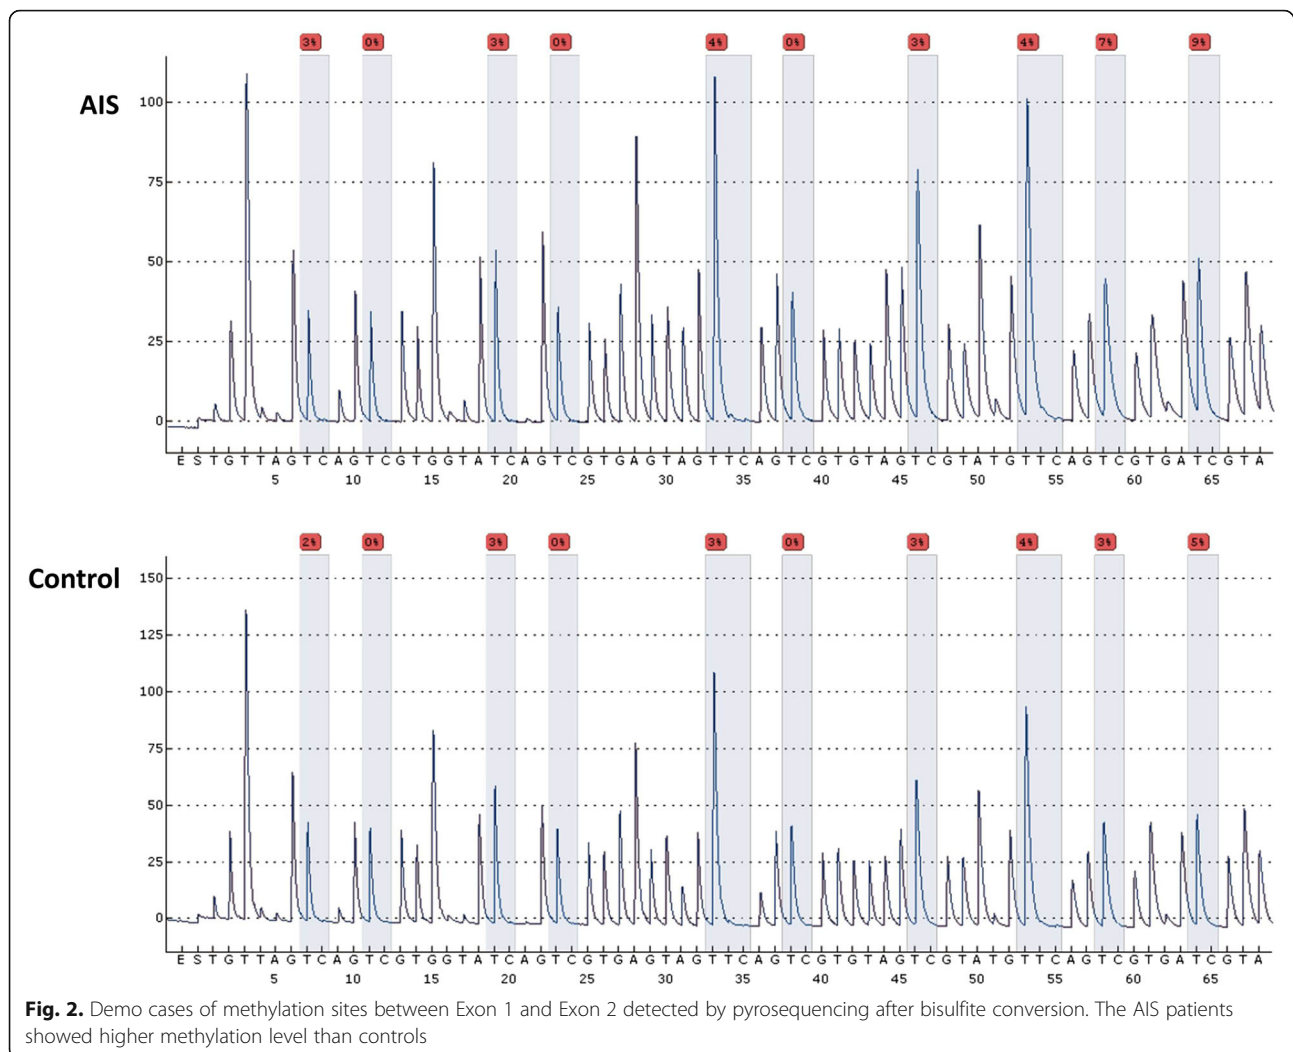 3% 0% 3% 0% 4% 0% 3% 4% 7% 9%
AIS
100
75
50
25
0
E S T G T T A G T C A G T C G T G G T A T C A G T C G T G A G T A G T T C A G T C G T G T A G T C G T A T G T T C A G T C G T G A T C G T A
5 10 15 20 25 30 35 40 45 50 55 60 65
2% 0% 3% 0% 3% 0% 3% 4% 3% 5%
Control
150
125
100
75
50
25
0
E S T G T T A G T C A G T C G T G G T A T C A G T C G T G A G T A G T T C A G T C G T G T A G T C G T A T G T T C A G T C G T G A T C G T A
5 10 15 20 25 30 35 40 45 50 55 60 65
Fig. 2. Demo cases of methylation sites between Exon 1 and Exon 2 detected by pyrosequencing after bisulfite conversion. The AIS patients
showed higher methylation level than controls